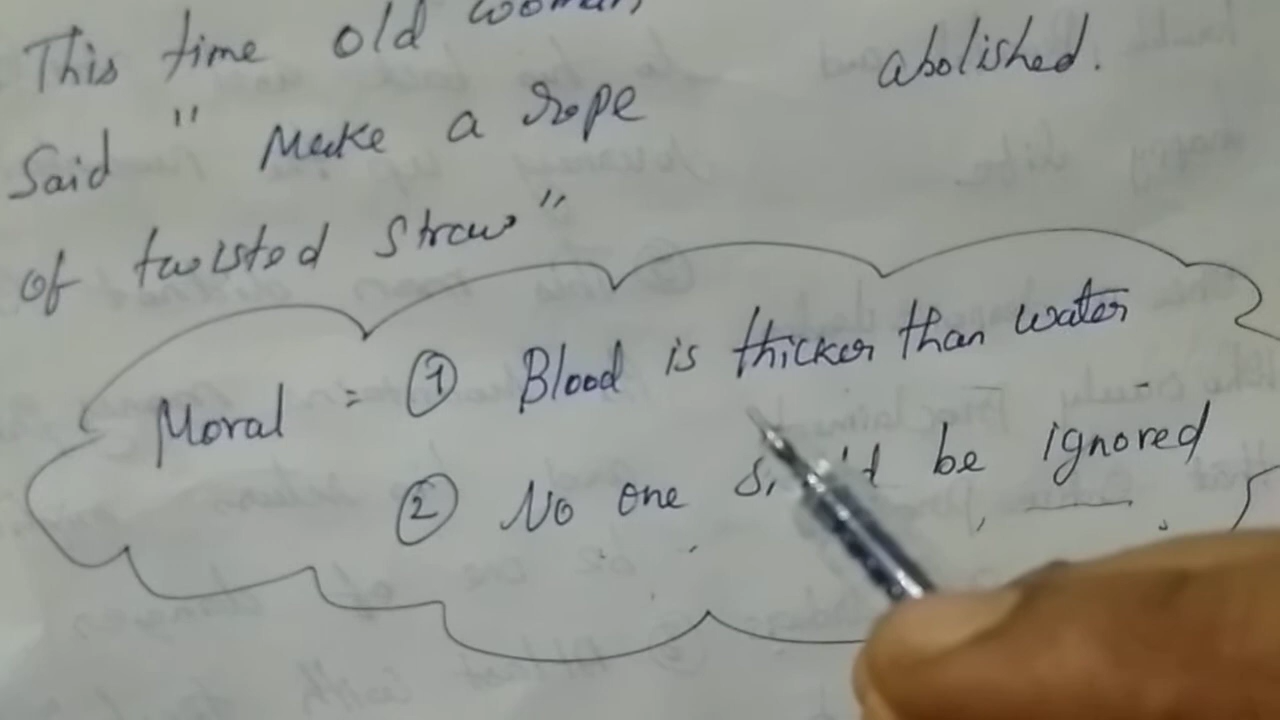 This time old woman,
said " Make a rope
of twisted straw"
abolished.
Moral = ① Blood is thicker than water
② No one be ignored